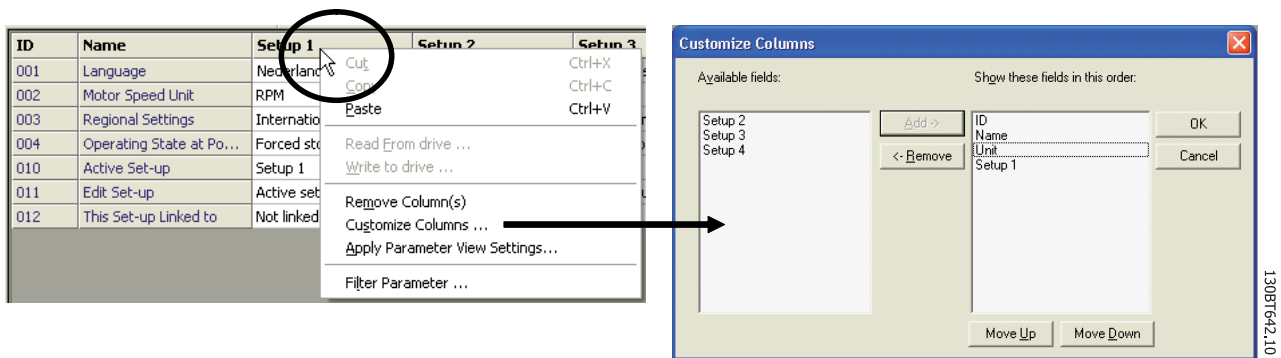 ID Name Setup 1 Setup 2 Setup 3
001 Language
002 Motor Speed Unit RPM
003 Regional Settings
004 Operating State at Po... Forced
010 Active Set-up Setup 1
011 Edit Set-up Active set
012 This Set-up Linked to Not linked
Cut Ctrl+X
Copy Ctrl+C
Paste Ctrl+V
Read From drive ...
Write to drive ...
Remove Column(s)
Customize Columns ...
Apply Parameter View Settings...
Filter Parameter ...
Customize Columns
Available fields:
Setup 2
Setup 3
Setup 4
Add ->
<- Remove
Show these fields in this order:
ID
Name
Unit
Setup 1
OK
Cancel
Move Up Move Down
130BT642.10